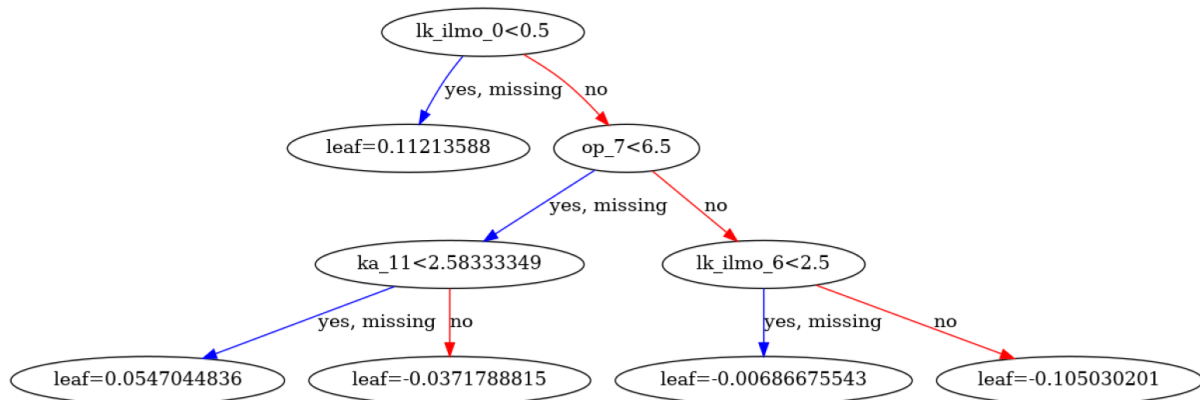 lk_ilmo_0<0.5
yes, missing
no
leaf=0.11213588
op_7<6.5
yes, missing
no
ka_11<2.58333349
lk_ilmo_6<2.5
yes, missing
no
yes, missing
no
leaf=0.0547044836
leaf=-0.0371788815
leaf=-0.00686675543
leaf=-0.105030201